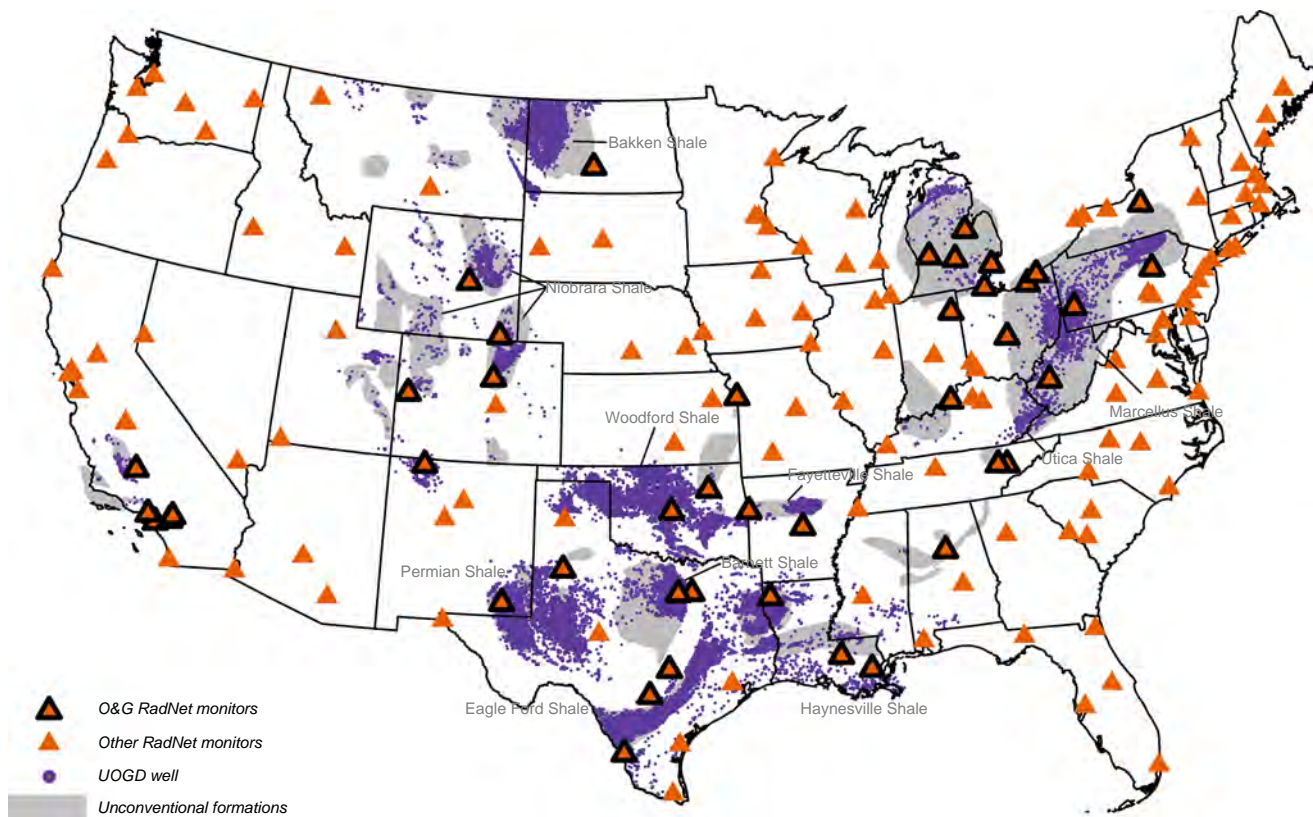 Bakken Shale
Niobrara Shale
Woodford Shale
Marcellus Shale
Utica Shale
Fayetteville Shale
Permian Shale
Barnett Shale
Eagle Ford Shale
Haynesville Shale
O&G RadNet monitors
Other RadNet monitors
UOGD well
Unconventional formations